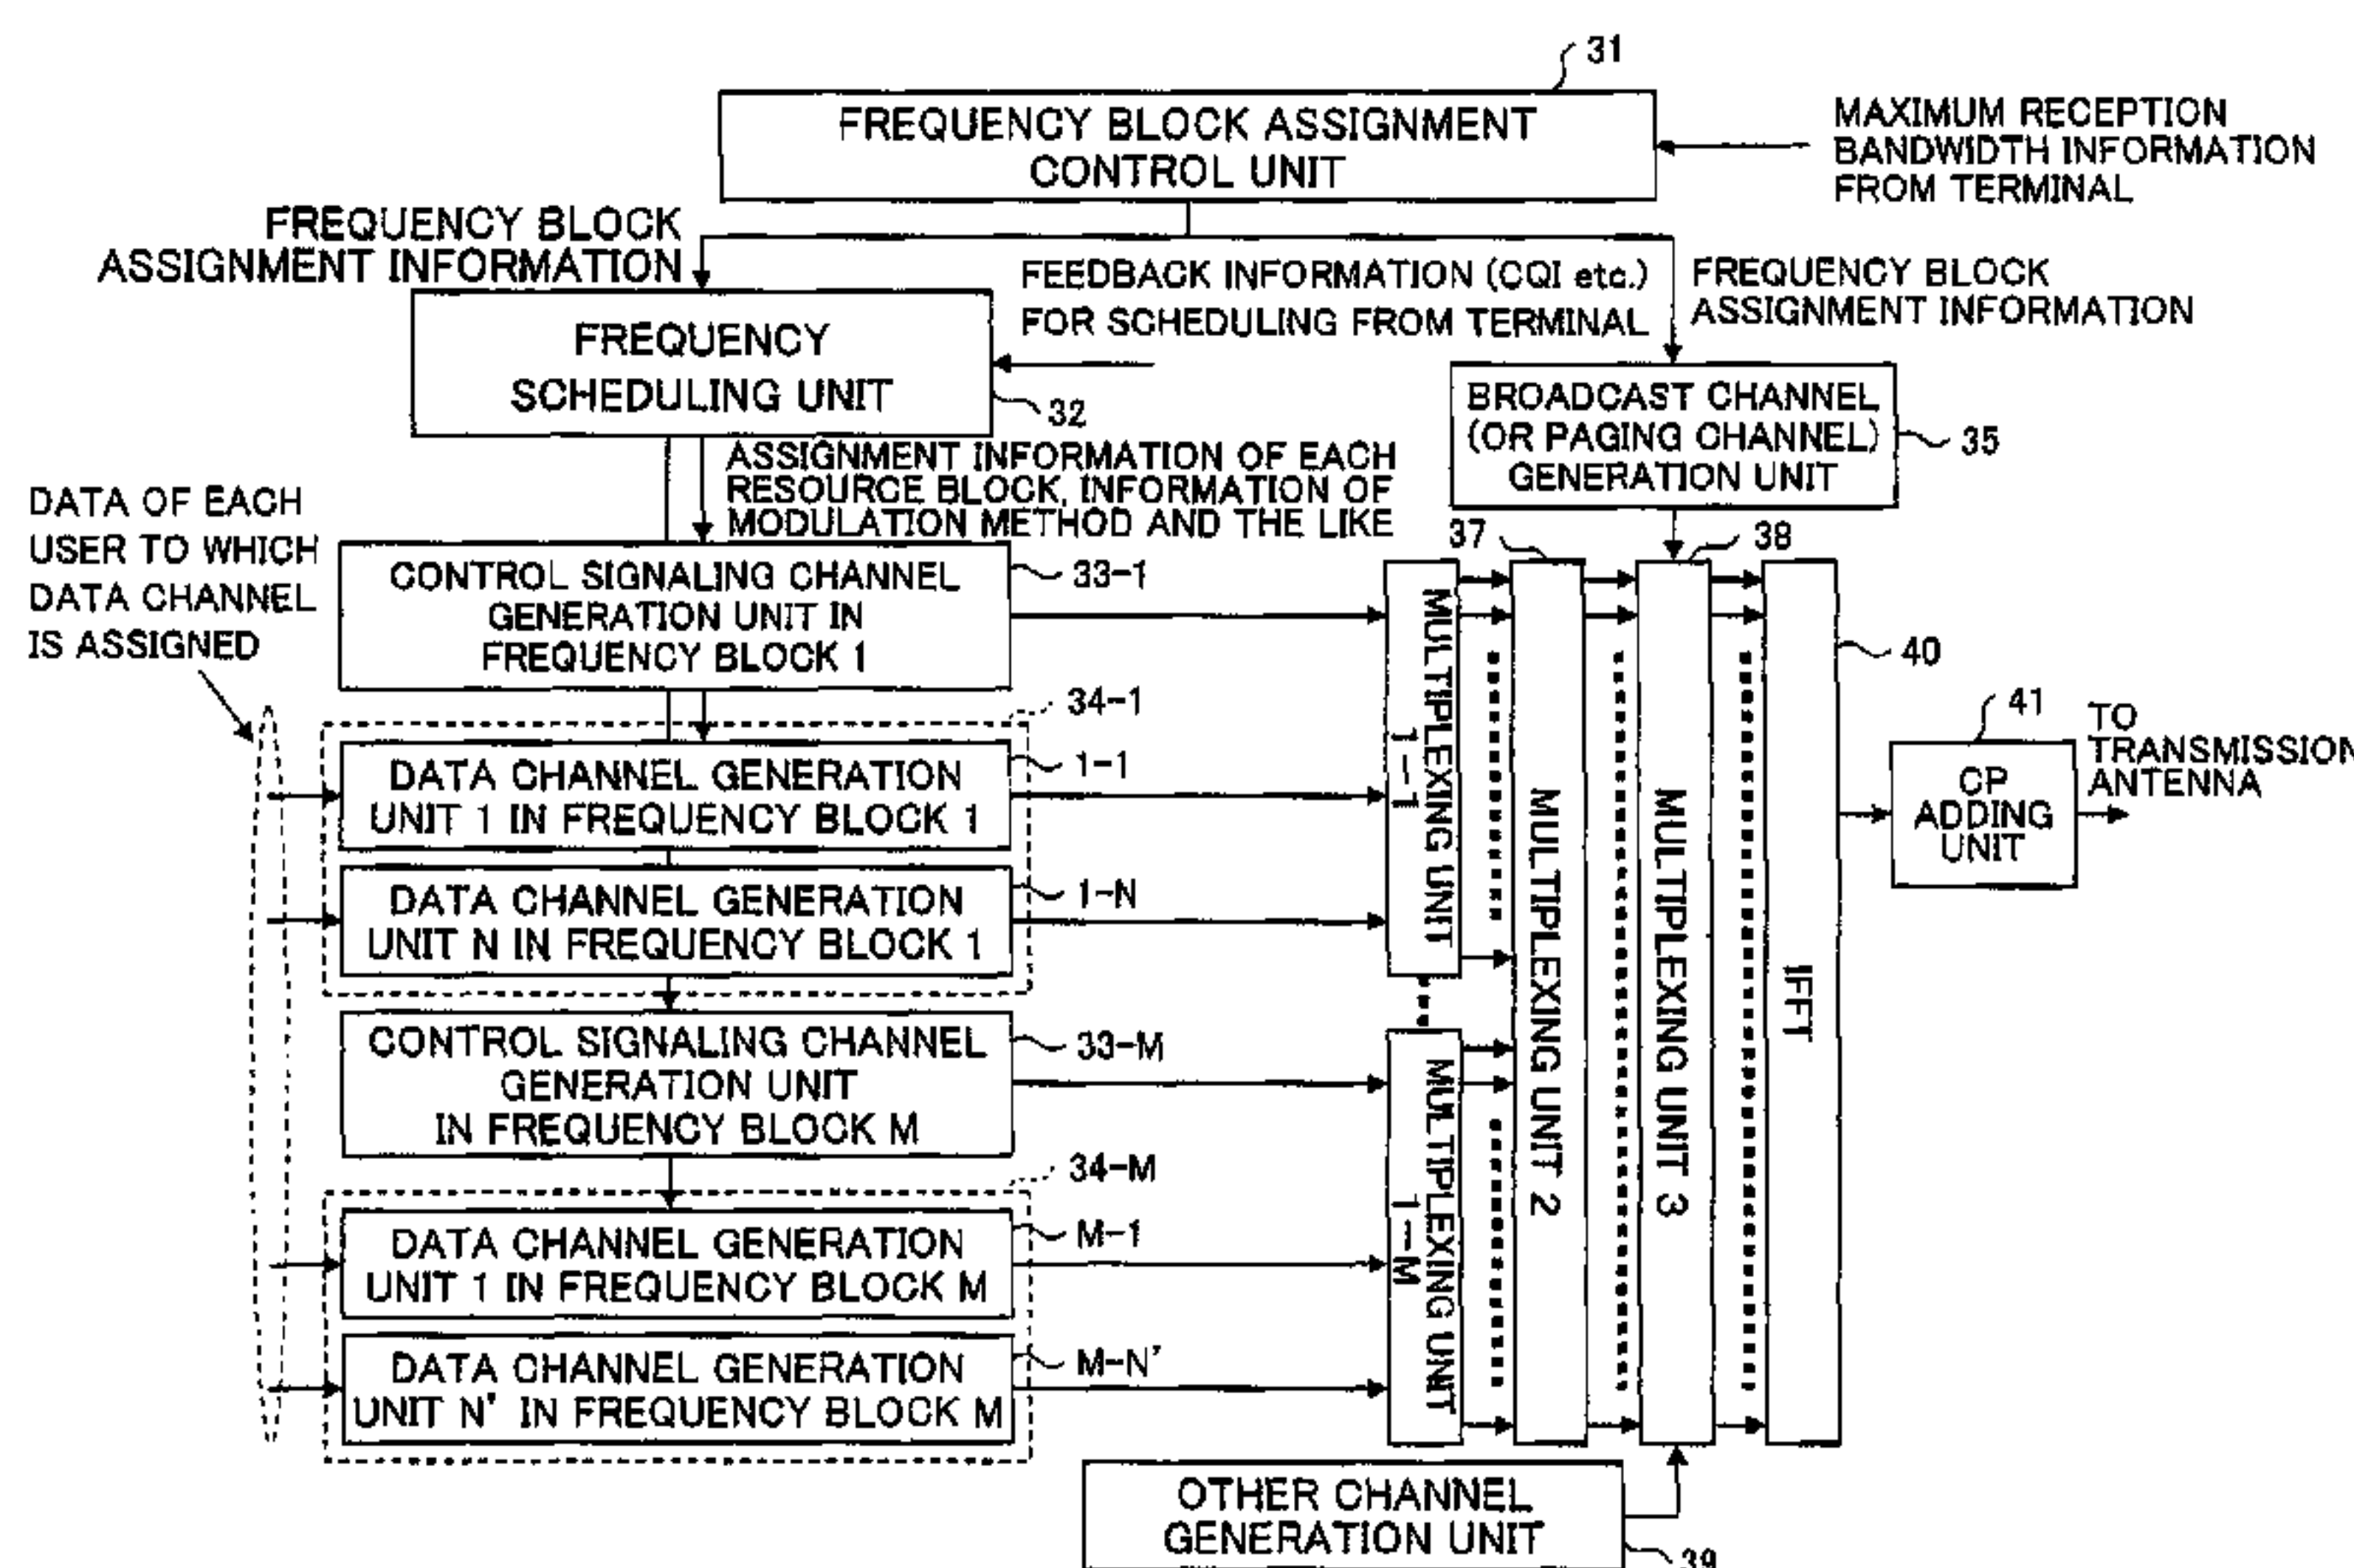 31
FREQUENCY BLOCK ASSIGNMENT
CONTROL UNIT
MAXIMUM RECEPTION
BANDWIDTH INFORMATION
FROM TERMINAL
FREQUENCY BLOCK
ASSIGNMENT INFORMATION
FEEDBACK INFORMATION (CQI etc.)
FOR SCHEDULING FROM TERMINAL
FREQUENCY BLOCK
ASSIGNMENT INFORMATION
FREQUENCY
SCHEDULING UNIT
32
BROADCAST CHANNEL
(OR PAGING CHANNEL)
GENERATION UNIT
35
ASSIGNMENT INFORMATION OF EACH
RESOURCE BLOCK, INFORMATION OF
MODULATION METHOD AND THE LIKE
DATA OF EACH
USER TO WHICH
DATA CHANNEL
IS ASSIGNED
CONTROL SIGNALING CHANNEL
GENERATION UNIT IN
FREQUENCY BLOCK 1
33-1
34-1
DATA CHANNEL GENERATION
UNIT 1 IN FREQUENCY BLOCK 1
1-1
DATA CHANNEL GENERATION
UNIT N IN FREQUENCY BLOCK 1
1-N
CONTROL SIGNALING CHANNEL
GENERATION UNIT
IN FREQUENCY BLOCK M
33-M
34-M
DATA CHANNEL GENERATION
UNIT 1 IN FREQUENCY BLOCK M
M-1
DATA CHANNEL GENERATION
UNIT N' IN FREQUENCY BLOCK M
M-N'
MULTIPLEXING UNIT
1-1
MULTIPLEXING UNIT
1-M
37
MULTIPLEXING UNIT 2
38
MULTIPLEXING UNIT 3
IFFT
40
41
CP
ADDING
UNIT
TO
TRANSMISSION
ANTENNA
OTHER CHANNEL
GENERATION UNIT
39